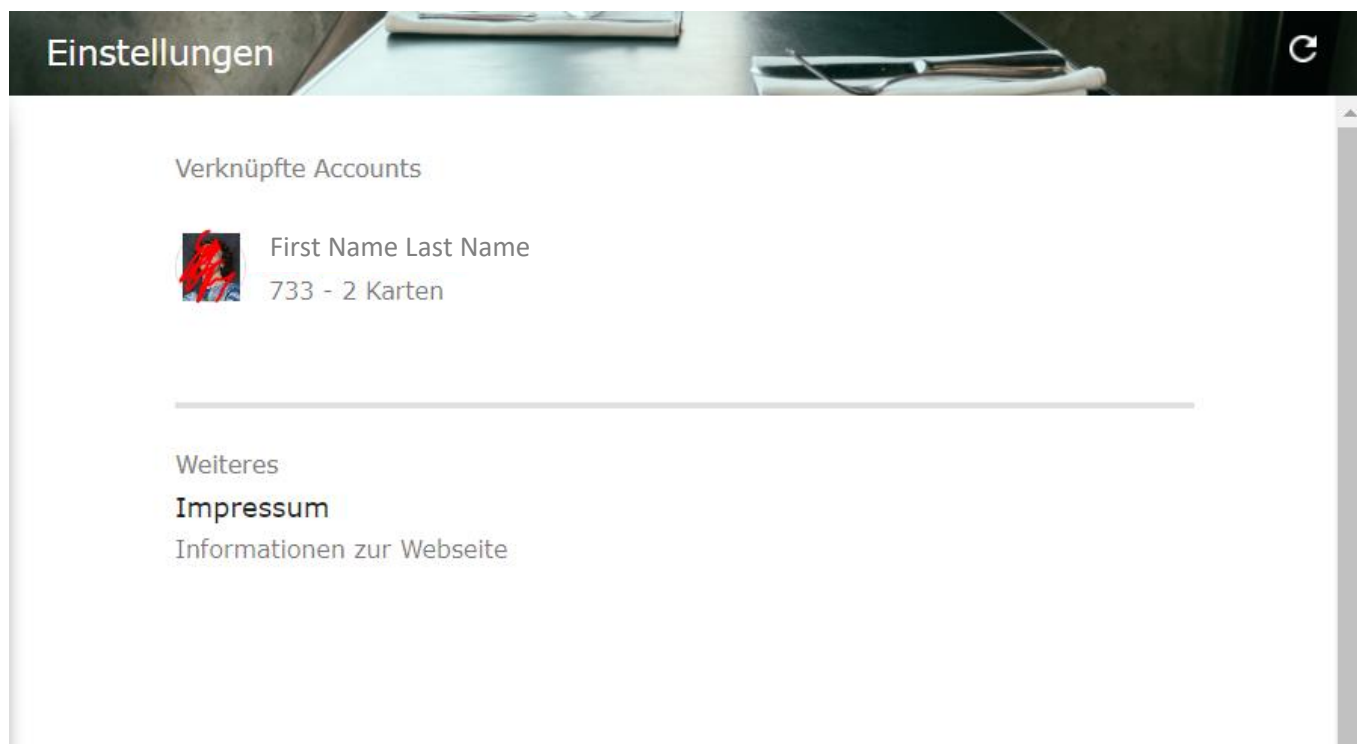 Einstellungen
Verknüpfte Accounts
First Name Last Name
733 - 2 Karten
Weiteres
Impressum
Informationen zur Webseite